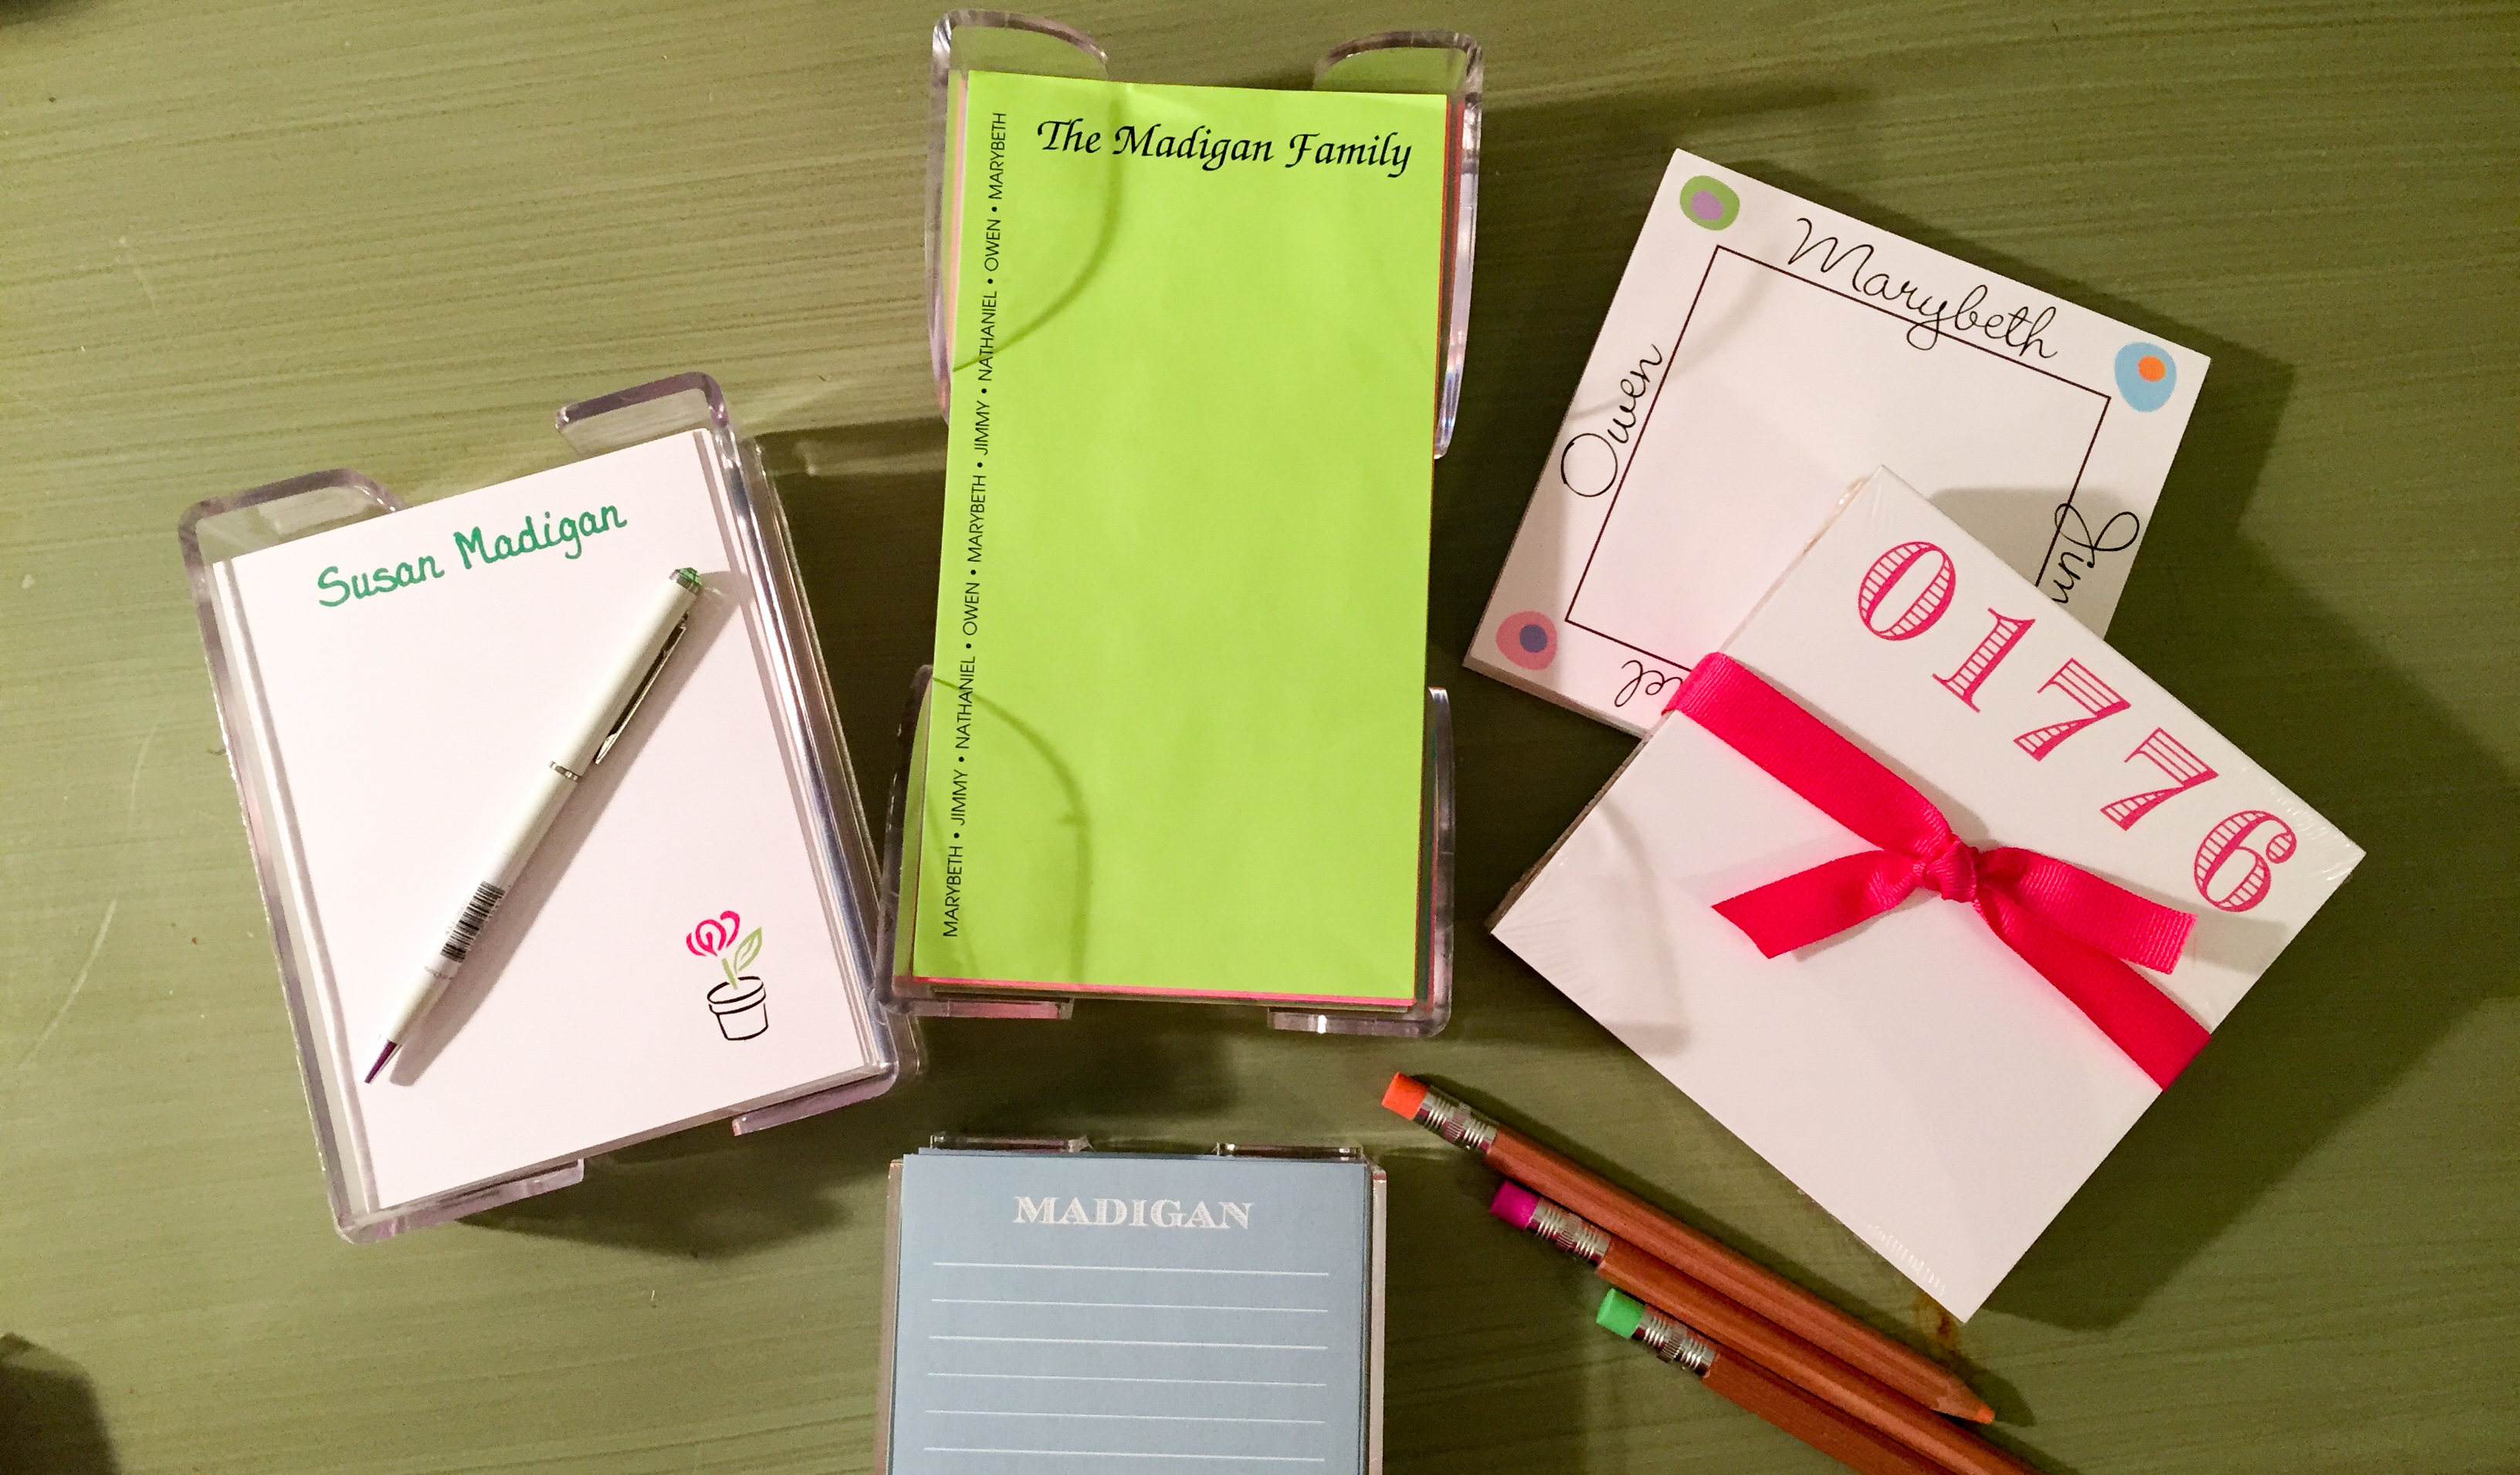 Susan Madigan
The Madigan Family
MARYBETH • JIMMY • NATHANIEL • OWEN • MARYBETH • JIMMY • NATHANIEL • OWEN • MARYBETH
Marybeth
Owen
01776
MADIGAN